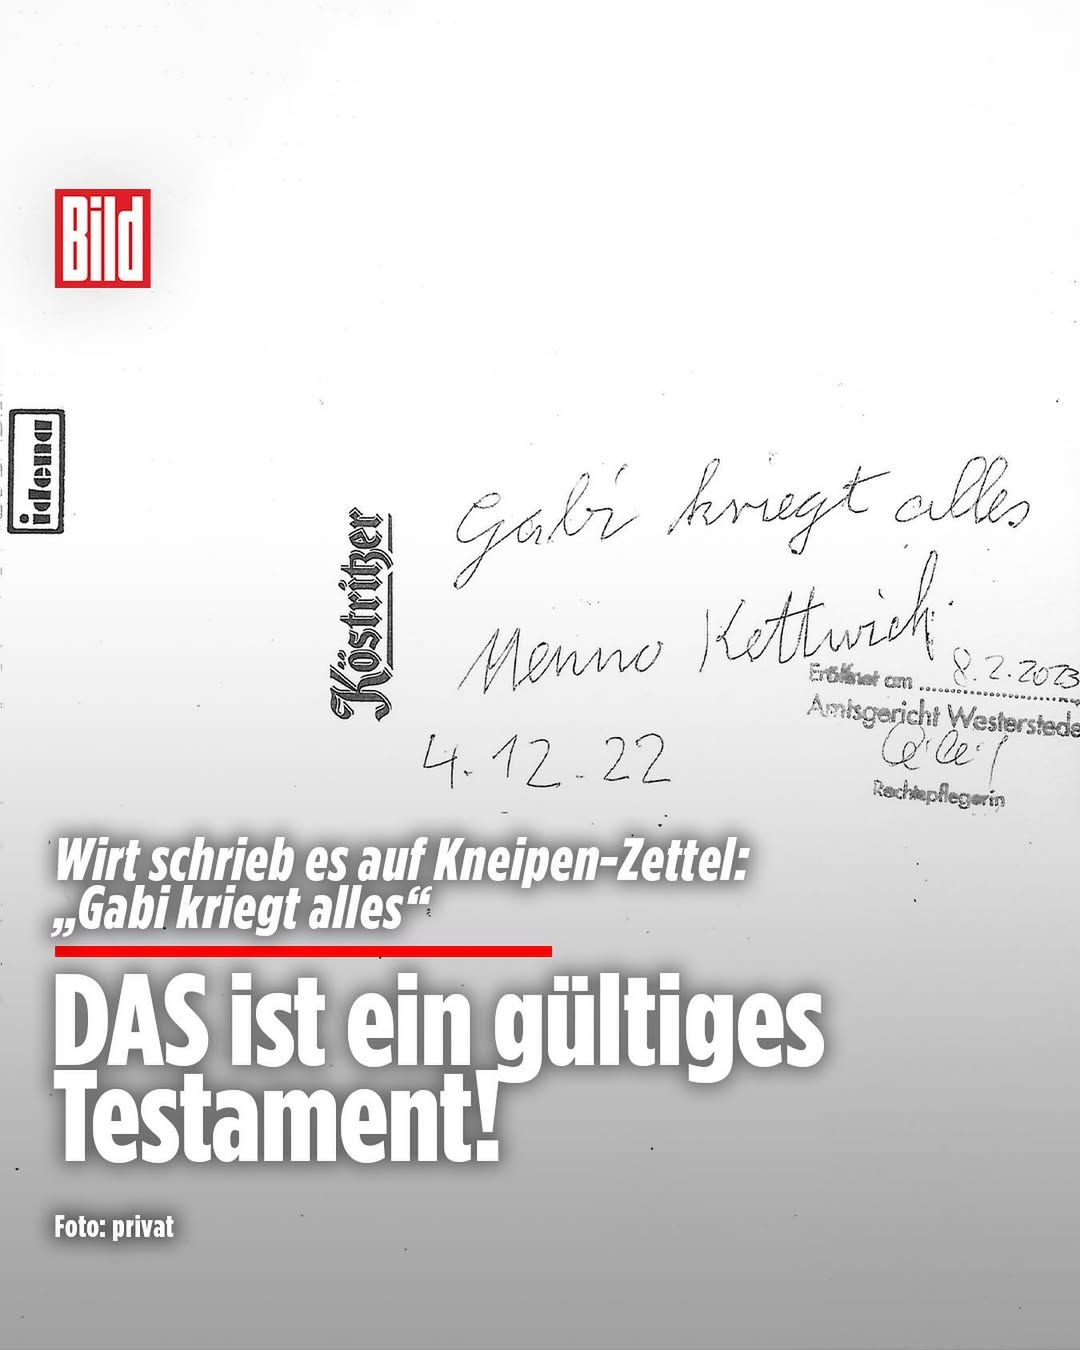 Bild
idena
Köstritzer
Gabi kriegt alles
Menno Kettwich
4.12.22
Eröffnet am 8.2.2023
Amtsgericht Westerstede
Rechtspflegerin
Wirt schrieb es auf Kneipen-Zettel:
„Gabi kriegt alles“
DAS ist ein gültiges
Testament!
Foto: privat